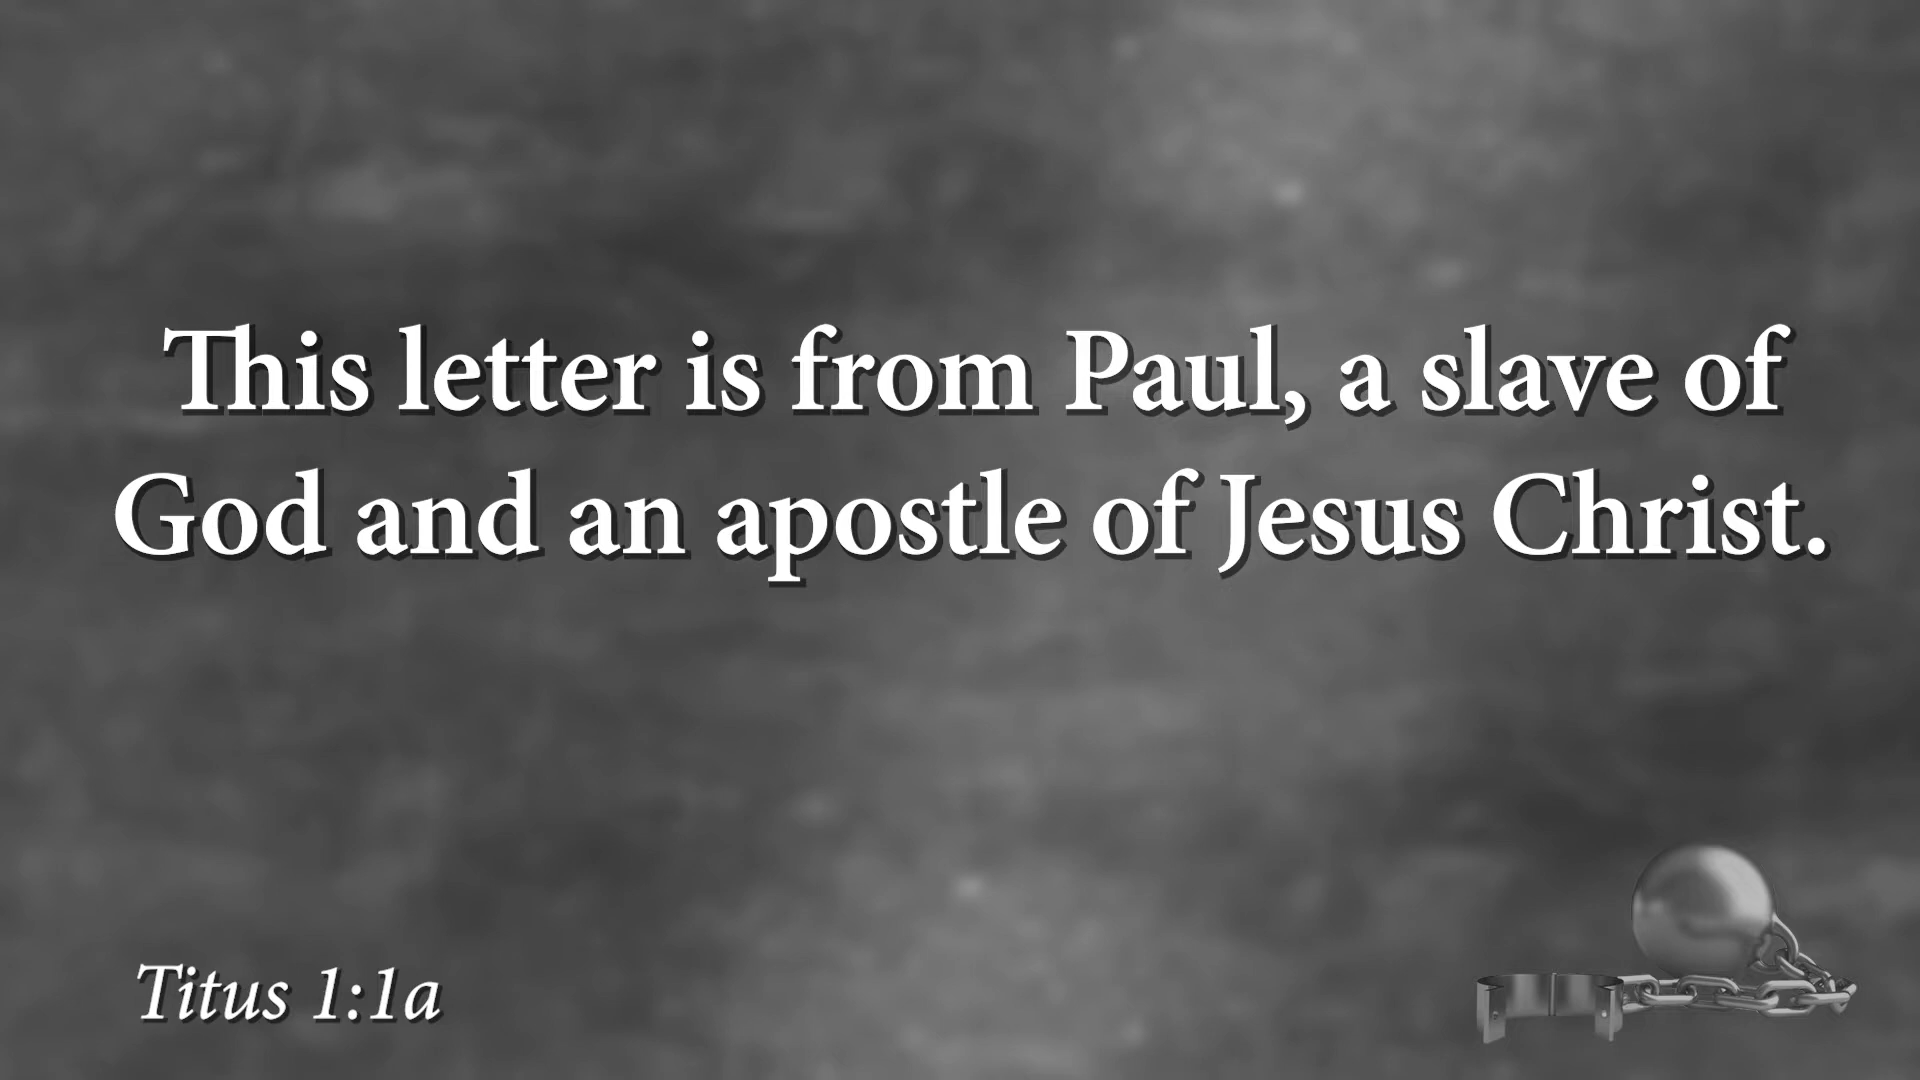 This letter is from Paul, a slave of
God and an apostle of Jesus Christ.
Titus 1:1a